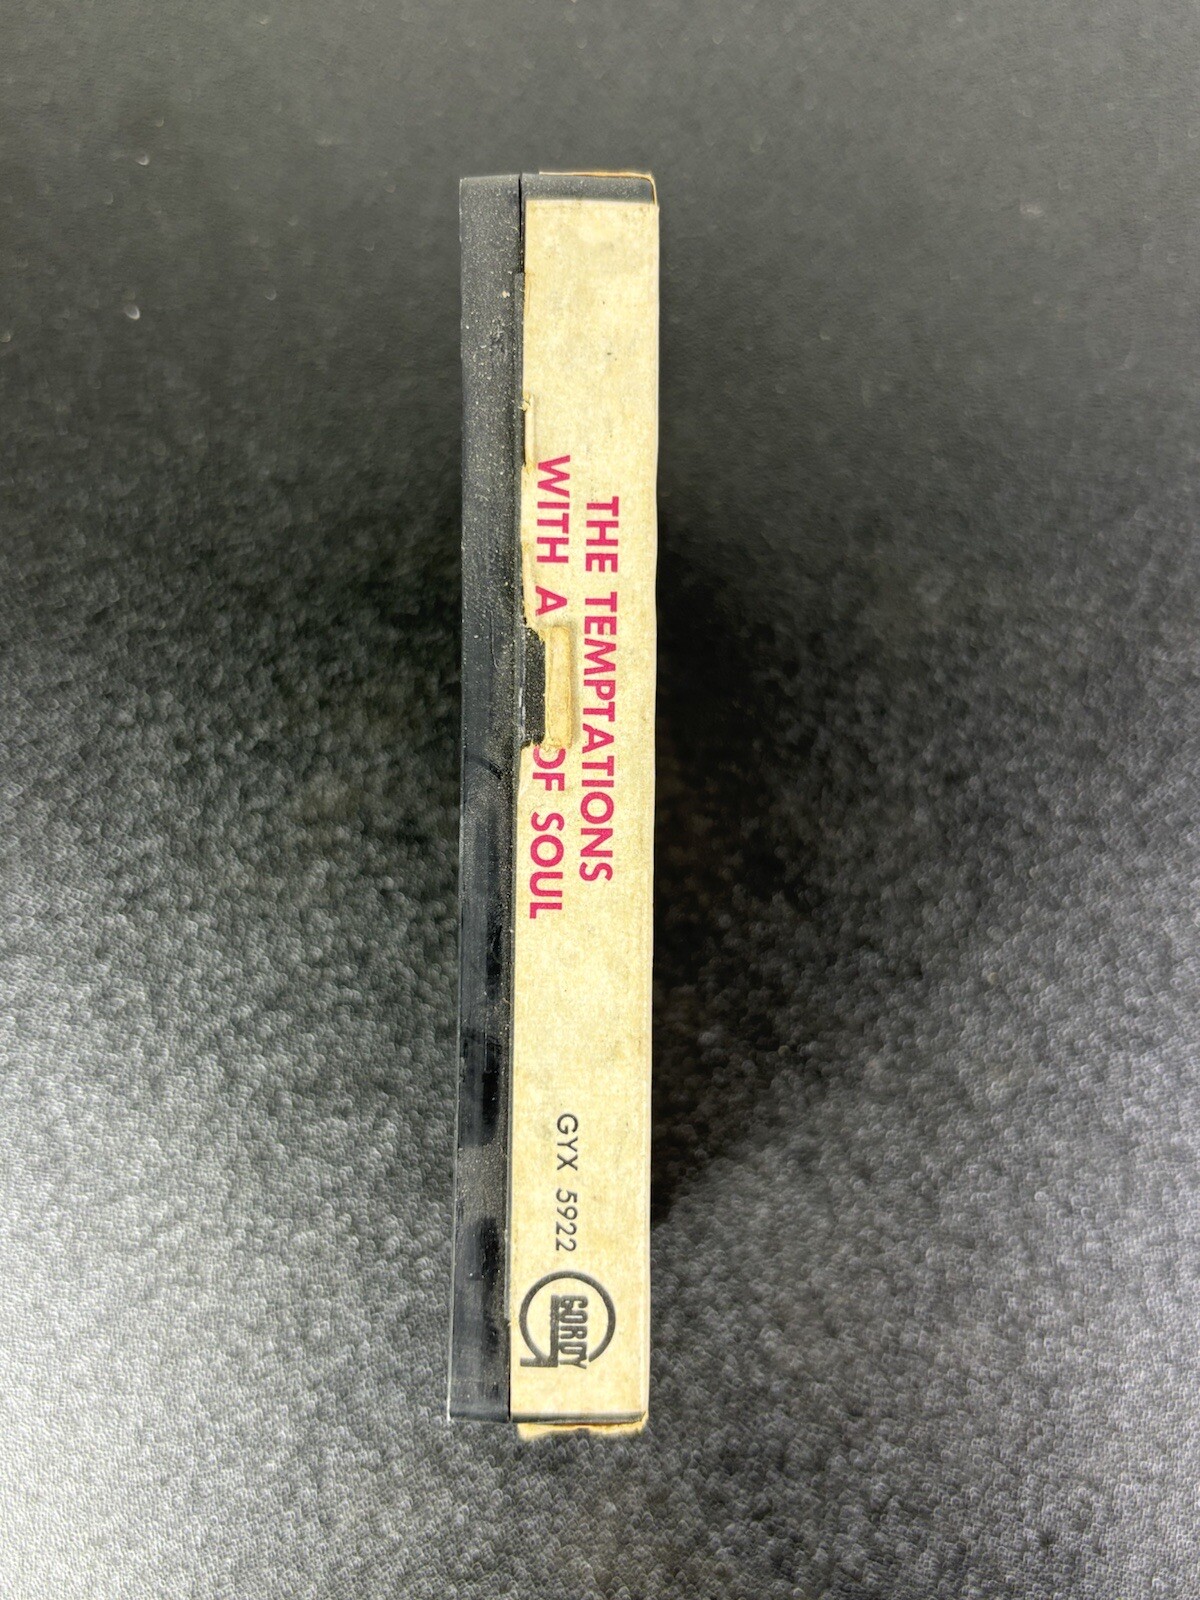 THE TEMPTATIONS
WITH A OF SOUL
GYX 5922
GORDY